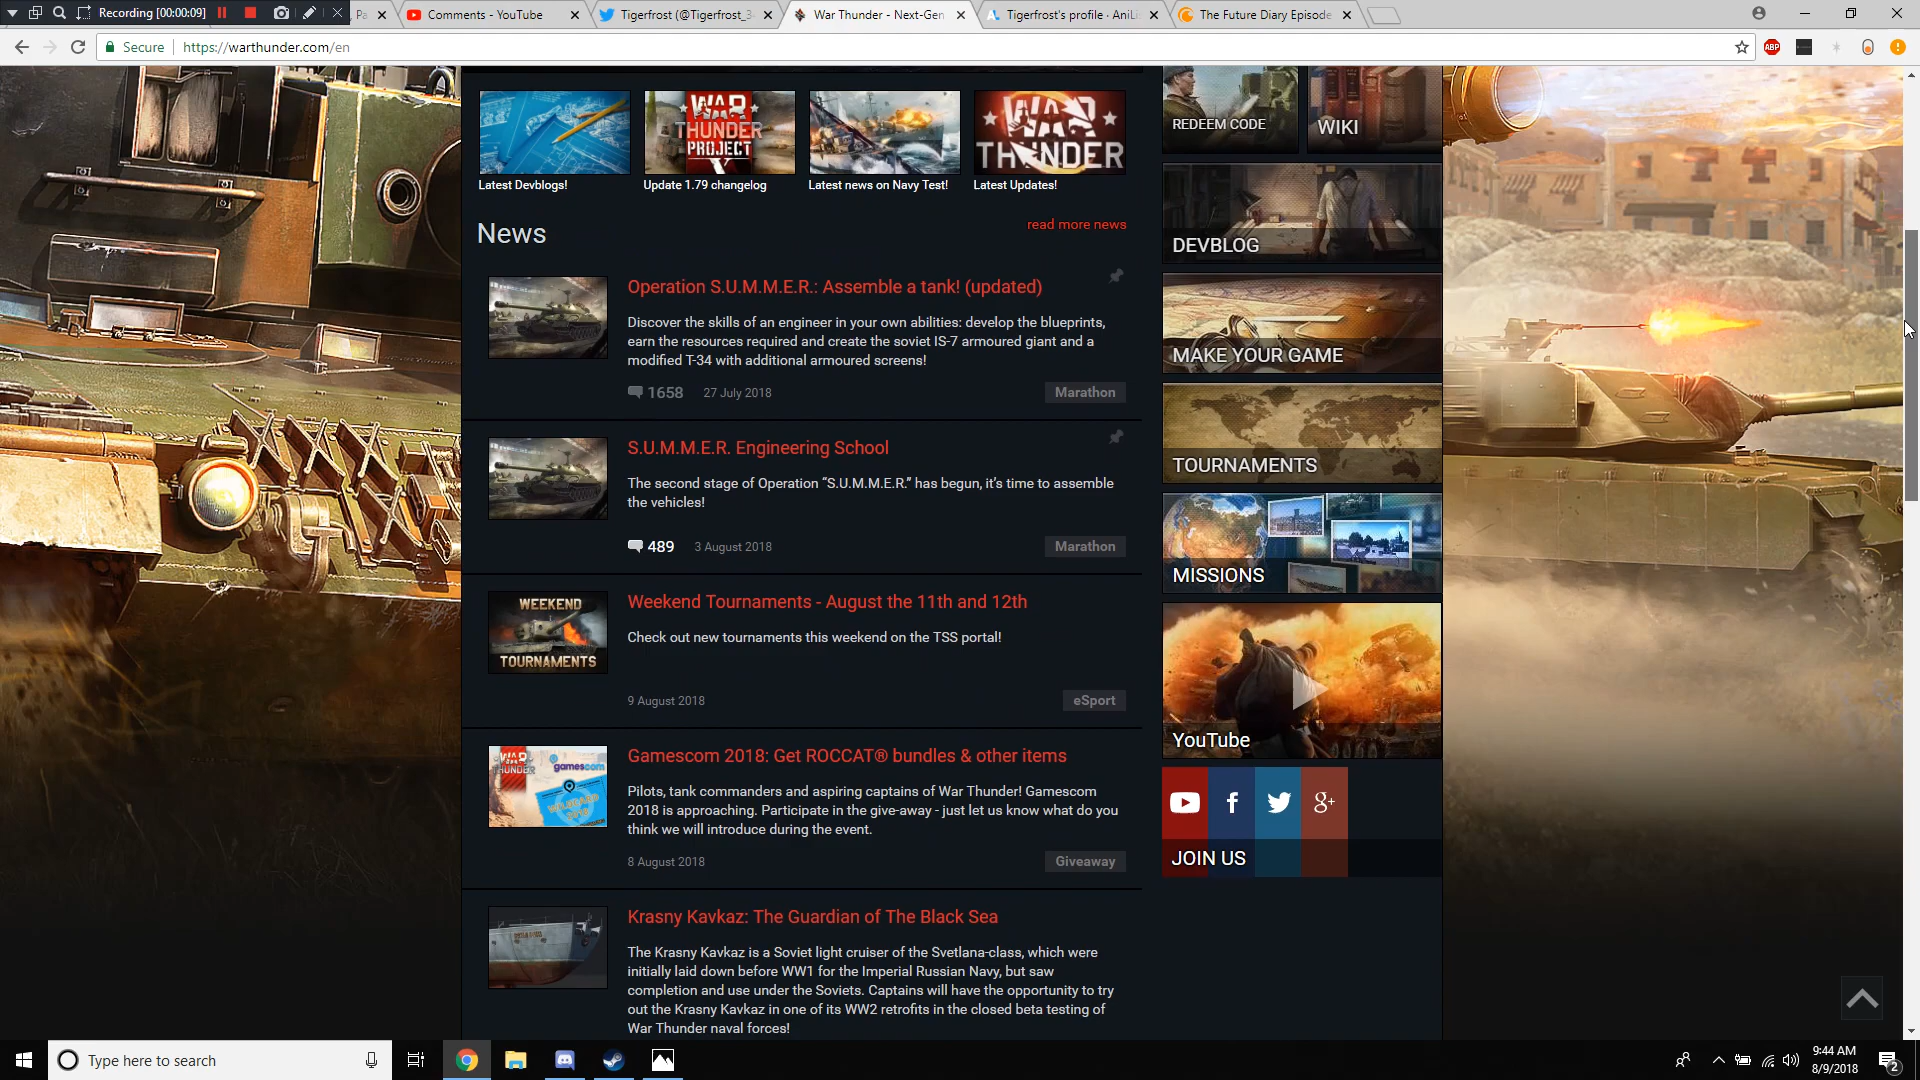 Recording [00:00:09]
Pa
Comments - YouTube
Tigerfrost (@Tigerfrost_3
War Thunder - Next-Gen
Tigerfrost's profile · AniLi
The Future Diary Episode
Secure
https://warthunder.com/en
ABP
WAR THUNDER PROJECT X
WAR THUNDER
REDEEM CODE
WIKI
Latest Devblogs!
Update 1.79 changelog
Latest news on Navy Test!
Latest Updates!
News
read more news
DEVBLOG
Operation S.U.M.M.E.R.: Assemble a tank! (updated)
Discover the skills of an engineer in your own abilities: develop the blueprints,
earn the resources required and create the soviet IS-7 armoured giant and a
modified T-34 with additional armoured screens!
1658
27 July 2018
Marathon
MAKE YOUR GAME
S.U.M.M.E.R. Engineering School
The second stage of Operation “S.U.M.M.E.R.” has begun, it’s time to assemble
the vehicles!
489
3 August 2018
Marathon
TOURNAMENTS
MISSIONS
WEEKEND
TOURNAMENTS
Weekend Tournaments - August the 11th and 12th
Check out new tournaments this weekend on the TSS portal!
9 August 2018
eSport
YouTube
WAR THUNDER
gamescom
WILDCARD
2018
Gamescom 2018: Get ROCCAT® bundles & other items
Pilots, tank commanders and aspiring captains of War Thunder! Gamescom
2018 is approaching. Participate in the give-away - just let us know what do you
think we will introduce during the event.
8 August 2018
Giveaway
f
g+
JOIN US
Krasny Kavkaz: The Guardian of The Black Sea
The Krasny Kavkaz is a Soviet light cruiser of the Svetlana-class, which were
initially laid down before WW1 for the Imperial Russian Navy, but saw
completion and use under the Soviets. Captains will have the opportunity to try
out the Krasny Kavkaz in one of its WW2 retrofits in the closed beta testing of
War Thunder naval forces!
Type here to search
9:44 AM
8/9/2018
2